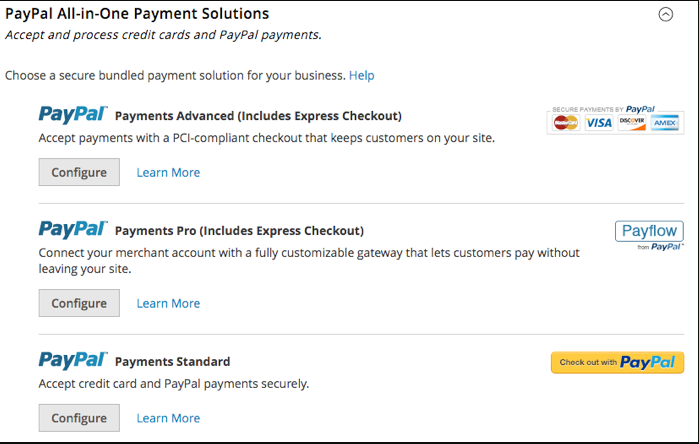 PayPal All-in-One Payment Solutions
Accept and process credit cards and PayPal payments.
Choose a secure bundled payment solution for your business. Help
PayPal™ Payments Advanced (Includes Express Checkout)
SECURE PAYMENTS BY PayPal
MasterCard VISA DISCOVER AMEX
Accept payments with a PCI-compliant checkout that keeps customers on your site.
Configure Learn More
PayPal™ Payments Pro (Includes Express Checkout)
Payflow
from PayPal™
Connect your merchant account with a fully customizable gateway that lets customers pay without
leaving your site.
Configure Learn More
PayPal™ Payments Standard
Check out with PayPal
Accept credit card and PayPal payments securely.
Configure Learn More